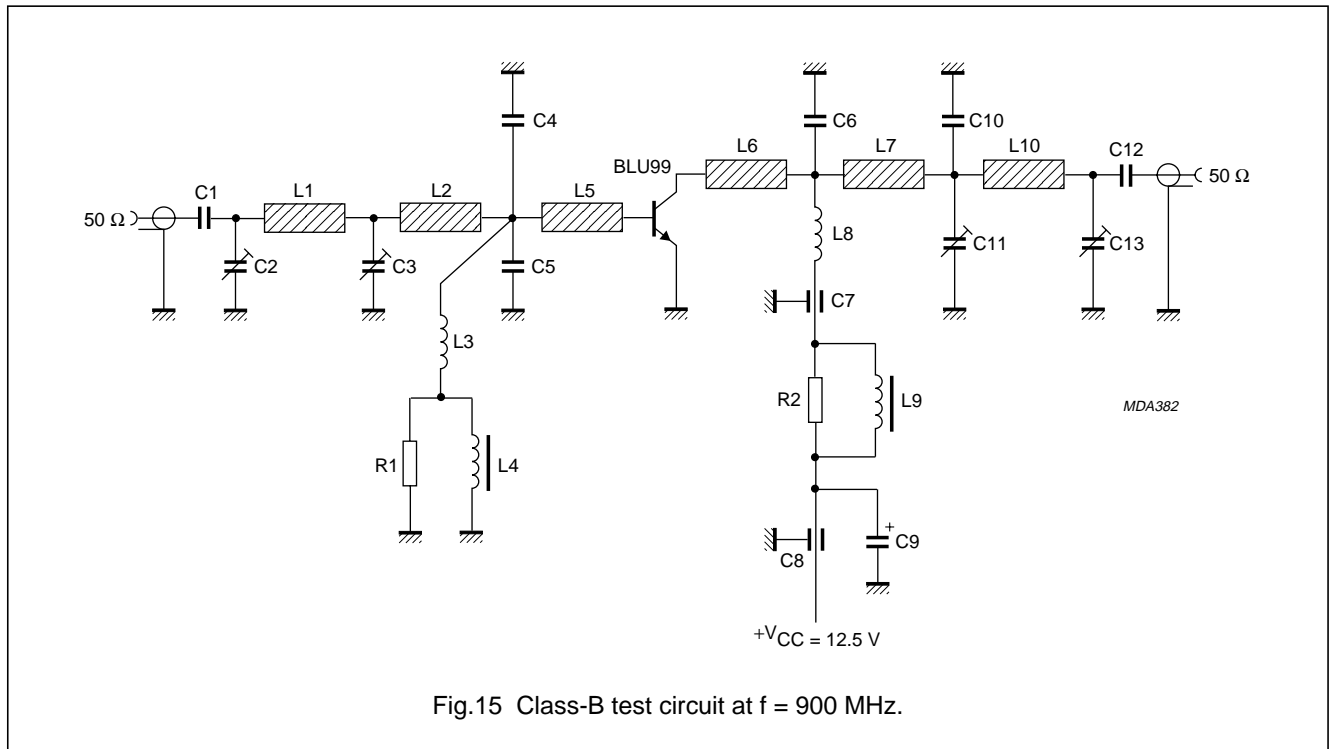 C4
C6
C10
L6
L7
L10
C12
BLU99
50 Ω
C1
L1
L2
L5
50 Ω
C2
C3
C5
L8
C11
C13
C7
L3
R2
L9
MDA382
R1
L4
+
C8
C9
+VCC = 12.5 V
Fig.15 Class-B test circuit at f = 900 MHz.